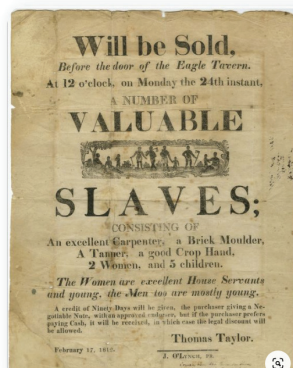 Will be Sold,
Before the door of the Eagle Tavern.
At 12 o'clock, on Monday the 24th instant,
A NUMBER OF
VALUABLE
SLAVES;
CONSISTING OF
An excellent Carpenter, a Brick Moulder,
A Tanner, a good Crop Hand,
2 Women, and 5 children.
The Women are excellent House Servants
and young, the Men too are mostly young.
A credit of Ninety Days will be given, the purchaser giving a Ne-
gotiable Note, with an approved endorser, but if the purchaser prefers
paying Cash, it will be received, in which case the legal discount will
be allowed.
Thomas Taylor.
February 17,
J. O'LYNCH, PR.